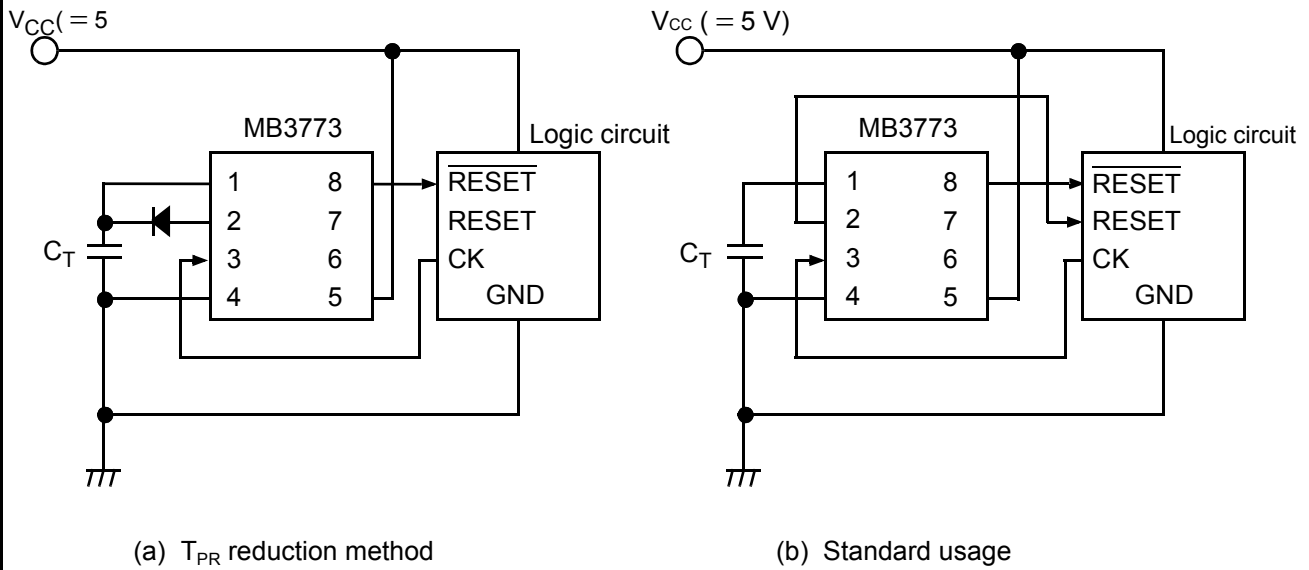 VCC( = 5
MB3773
Logic circuit
1 8 RESET
2 7 RESET
CT
3 6 CK
4 5 GND
(a) TPR reduction method
Vcc ( = 5 V)
MB3773
Logic circuit
1 8 RESET
2 7 RESET
CT
3 6 CK
4 5 GND
(b) Standard usage